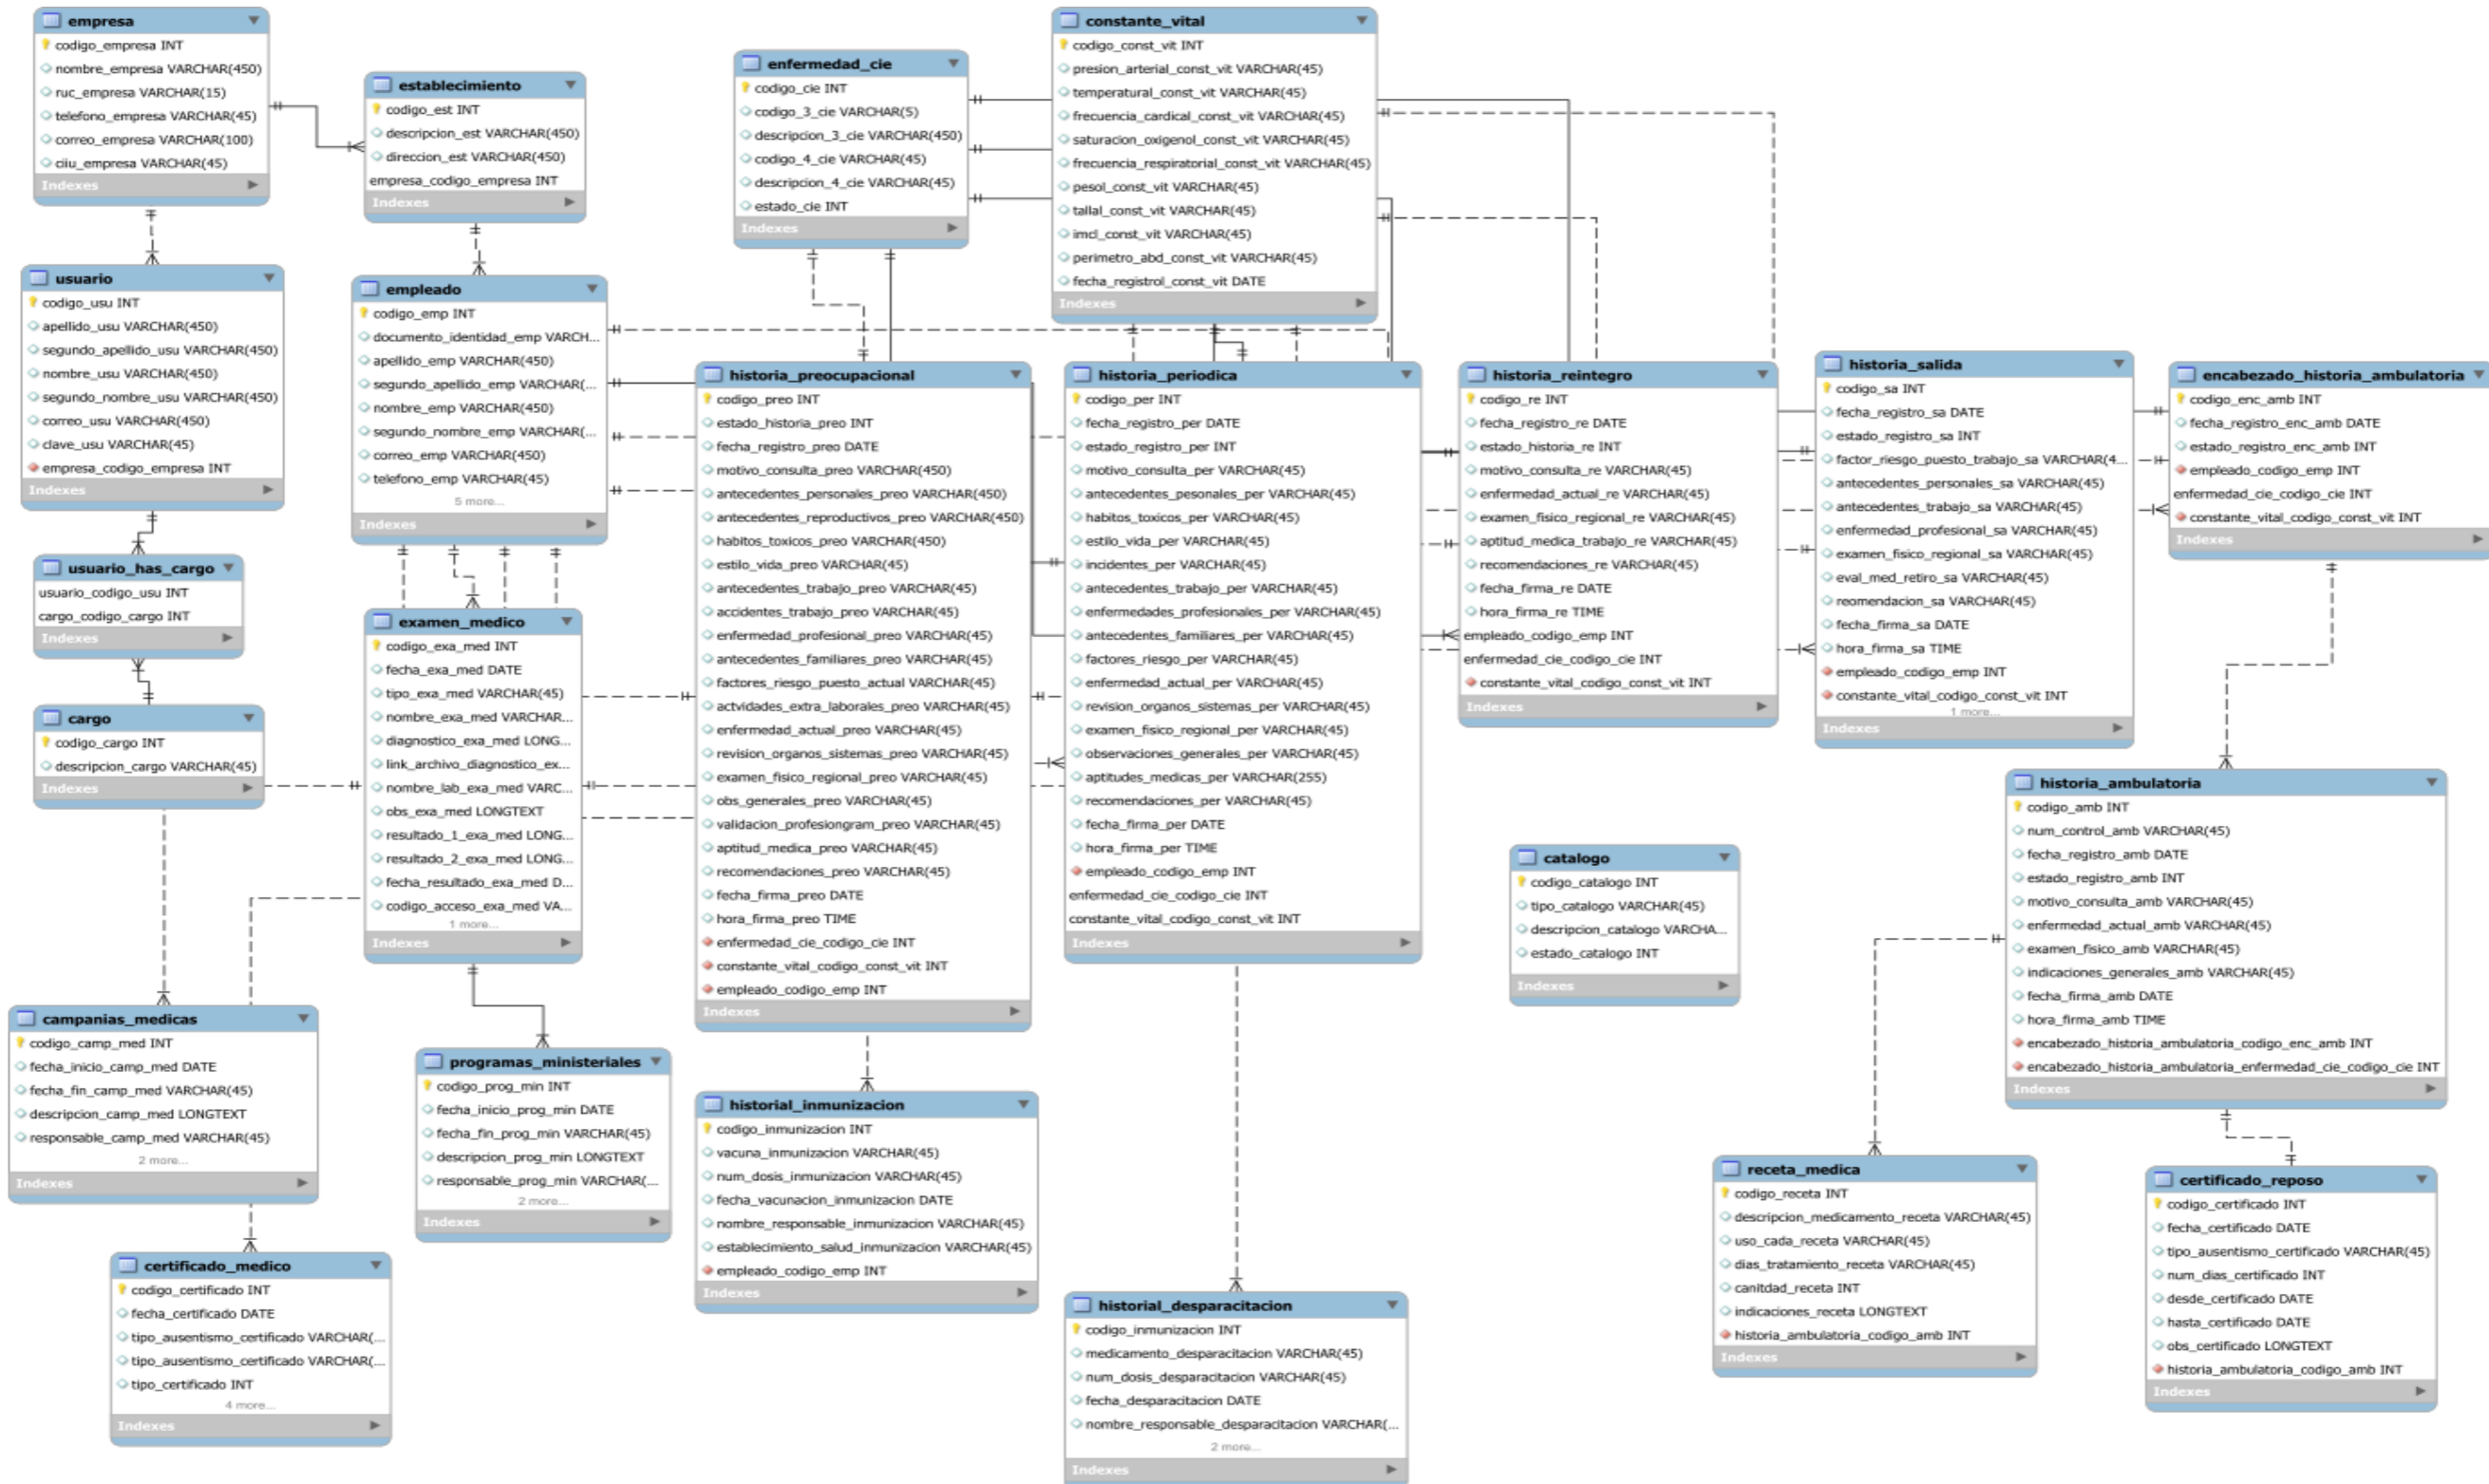 empresa
codigo_empresa INT
nombre_empresa VARCHAR(450)
ruc_empresa VARCHAR(15)
telefono_empresa VARCHAR(45)
correo_empresa VARCHAR(100)
ciiu_empresa VARCHAR(45)
Indexes
establecimiento
codigo_est INT
descripcion_est VARCHAR(450)
direccion_est VARCHAR(450)
empresa_codigo_empresa INT
Indexes
enfermedad_cie
codigo_cie INT
codigo_3_cie VARCHAR(5)
descripcion_3_cie VARCHAR(450)
codigo_4_cie VARCHAR(45)
descripcion_4_cie VARCHAR(45)
estado_cie INT
Indexes
constante_vital
codigo_const_vit INT
presion_arterial_const_vit VARCHAR(45)
temperatural_const_vit VARCHAR(45)
frecuencia_cardical_const_vit VARCHAR(45)
saturacion_oxigenol_const_vit VARCHAR(45)
frecuencia_respiratorial_const_vit VARCHAR(45)
pesol_const_vit VARCHAR(45)
tallal_const_vit VARCHAR(45)
imcl_const_vit VARCHAR(45)
perimetro_abd_const_vit VARCHAR(45)
fecha_registrol_const_vit DATE
Indexes
usuario
codigo_usu INT
apellido_usu VARCHAR(450)
segundo_apellido_usu VARCHAR(450)
nombre_usu VARCHAR(450)
segundo_nombre_usu VARCHAR(450)
correo_usu VARCHAR(450)
clave_usu VARCHAR(45)
empresa_codigo_empresa INT
Indexes
empleado
codigo_emp INT
documento_identidad_emp VARCH...
apellido_emp VARCHAR(450)
segundo_apellido_emp VARCHAR(...
nombre_emp VARCHAR(450)
segundo_nombre_emp VARCHAR(...
correo_emp VARCHAR(450)
telefono_emp VARCHAR(45)
5 more...
Indexes
historia_preocupacional
codigo_preo INT
estado_historia_preo INT
fecha_registro_preo DATE
motivo_consulta_preo VARCHAR(450)
antecedentes_personales_preo VARCHAR(450)
antecedentes_reproductivos_preo VARCHAR(450)
habitos_toxicos_preo VARCHAR(450)
estilo_vida_preo VARCHAR(45)
antecedentes_trabajo_preo VARCHAR(45)
accidentes_trabajo_preo VARCHAR(45)
enfermedad_profesional_preo VARCHAR(45)
antecedentes_familiares_preo VARCHAR(45)
factores_riesgo_puesto_actual VARCHAR(45)
actvidades_extra_laborales_preo VARCHAR(45)
enfermedad_actual_preo VARCHAR(45)
revision_organos_sistemas_preo VARCHAR(45)
examen_fisico_regional_preo VARCHAR(45)
obs_generales_preo VARCHAR(45)
validacion_profesiongram_preo VARCHAR(45)
aptitud_medica_preo VARCHAR(45)
recomendaciones_preo VARCHAR(45)
fecha_firma_preo DATE
hora_firma_preo TIME
enfermedad_cie_codigo_cie INT
constante_vital_codigo_const_vit INT
empleado_codigo_emp INT
Indexes
historia_periodica
codigo_per INT
fecha_registro_per DATE
estado_registro_per INT
motivo_consulta_per VARCHAR(45)
antecedentes_pesonales_per VARCHAR(45)
habitos_toxicos_per VARCHAR(45)
estilo_vida_per VARCHAR(45)
incidentes_per VARCHAR(45)
antecedentes_trabajo_per VARCHAR(45)
enfermedades_profesionales_per VARCHAR(45)
antecedentes_familiares_per VARCHAR(45)
factores_riesgo_per VARCHAR(45)
enfermedad_actual_per VARCHAR(45)
revision_organos_sistemas_per VARCHAR(45)
examen_fisico_regional_per VARCHAR(45)
observaciones_generales_per VARCHAR(45)
aptitudes_medicas_per VARCHAR(255)
recomendaciones_per VARCHAR(45)
fecha_firma_per DATE
hora_firma_per TIME
empleado_codigo_emp INT
enfermedad_cie_codigo_cie INT
constante_vital_codigo_const_vit INT
Indexes
historia_reintegro
codigo_re INT
fecha_registro_re DATE
estado_historia_re INT
motivo_consulta_re VARCHAR(45)
enfermedad_actual_re VARCHAR(45)
examen_fisico_regional_re VARCHAR(45)
aptitud_medica_trabajo_re VARCHAR(45)
recomendaciones_re VARCHAR(45)
fecha_firma_re DATE
hora_firma_re TIME
empleado_codigo_emp INT
enfermedad_cie_codigo_cie INT
constante_vital_codigo_const_vit INT
Indexes
historia_salida
codigo_sa INT
fecha_registro_sa DATE
estado_registro_sa INT
factor_riesgo_puesto_trabajo_sa VARCHAR(4...
antecedentes_personales_sa VARCHAR(45)
antecedentes_trabajo_sa VARCHAR(45)
enfermedad_profesional_sa VARCHAR(45)
examen_fisico_regional_sa VARCHAR(45)
eval_med_retiro_sa VARCHAR(45)
reomendacion_sa VARCHAR(45)
fecha_firma_sa DATE
hora_firma_sa TIME
empleado_codigo_emp INT
constante_vital_codigo_const_vit INT
1 more...
Indexes
encabezado_historia_ambulatoria
codigo_enc_amb INT
fecha_registro_enc_amb DATE
estado_registro_enc_amb INT
empleado_codigo_emp INT
enfermedad_cie_codigo_cie INT
constante_vital_codigo_const_vit INT
Indexes
usuario_has_cargo
usuario_codigo_usu INT
cargo_codigo_cargo INT
Indexes
examen_medico
codigo_exa_med INT
fecha_exa_med DATE
tipo_exa_med VARCHAR(45)
nombre_exa_med VARCHAR...
diagnostico_exa_med LONG...
link_archivo_diagnostico_ex...
nombre_lab_exa_med VARC...
obs_exa_med LONGTEXT
resultado_1_exa_med LONG...
resultado_2_exa_med LONG...
fecha_resultado_exa_med D...
codigo_acceso_exa_med VA...
1 more...
Indexes
cargo
codigo_cargo INT
descripcion_cargo VARCHAR(45)
Indexes
catalogo
codigo_catalogo INT
tipo_catalogo VARCHAR(45)
descripcion_catalogo VARCHA...
estado_catalogo INT
Indexes
historia_ambulatoria
codigo_amb INT
num_control_amb VARCHAR(45)
fecha_registro_amb DATE
estado_registro_amb INT
motivo_consulta_amb VARCHAR(45)
enfermedad_actual_amb VARCHAR(45)
examen_fisico_amb VARCHAR(45)
indicaciones_generales_amb VARCHAR(45)
fecha_firma_amb DATE
hora_firma_amb TIME
encabezado_historia_ambulatoria_codigo_enc_amb INT
encabezado_historia_ambulatoria_enfermedad_cie_codigo_cie INT
Indexes
campanias_medicas
codigo_camp_med INT
fecha_inicio_camp_med DATE
fecha_fin_camp_med VARCHAR(45)
descripcion_camp_med LONGTEXT
responsable_camp_med VARCHAR(45)
2 more...
Indexes
programas_ministeriales
codigo_prog_min INT
fecha_inicio_prog_min DATE
fecha_fin_prog_min VARCHAR(45)
descripcion_prog_min LONGTEXT
responsable_prog_min VARCHAR(...
2 more...
Indexes
historial_inmunizacion
codigo_inmunizacion INT
vacuna_inmunizacion VARCHAR(45)
num_dosis_inmunizacion VARCHAR(45)
fecha_vacunacion_inmunizacion DATE
nombre_responsable_inmunizacion VARCHAR(45)
establecimiento_salud_inmunizacion VARCHAR(45)
empleado_codigo_emp INT
Indexes
receta_medica
codigo_receta INT
descripcion_medicamento_receta VARCHAR(45)
uso_cada_receta VARCHAR(45)
dias_tratamiento_receta VARCHAR(45)
canitdad_receta INT
indicaciones_receta LONGTEXT
historia_ambulatoria_codigo_amb INT
Indexes
certificado_reposo
codigo_certificado INT
fecha_certificado DATE
tipo_ausentismo_certificado VARCHAR(45)
num_dias_certificado INT
desde_certificado DATE
hasta_certificado DATE
obs_certificado LONGTEXT
historia_ambulatoria_codigo_amb INT
Indexes
certificado_medico
codigo_certificado INT
fecha_certificado DATE
tipo_ausentismo_certificado VARCHAR(...
tipo_ausentismo_certificado VARCHAR(...
tipo_certificado INT
4 more...
Indexes
historial_desparacitacion
codigo_inmunizacion INT
medicamento_desparacitacion VARCHAR(45)
num_dosis_desparacitacion VARCHAR(45)
fecha_desparacitacion DATE
nombre_responsable_desparacitacion VARCHAR(...
2 more...
Indexes